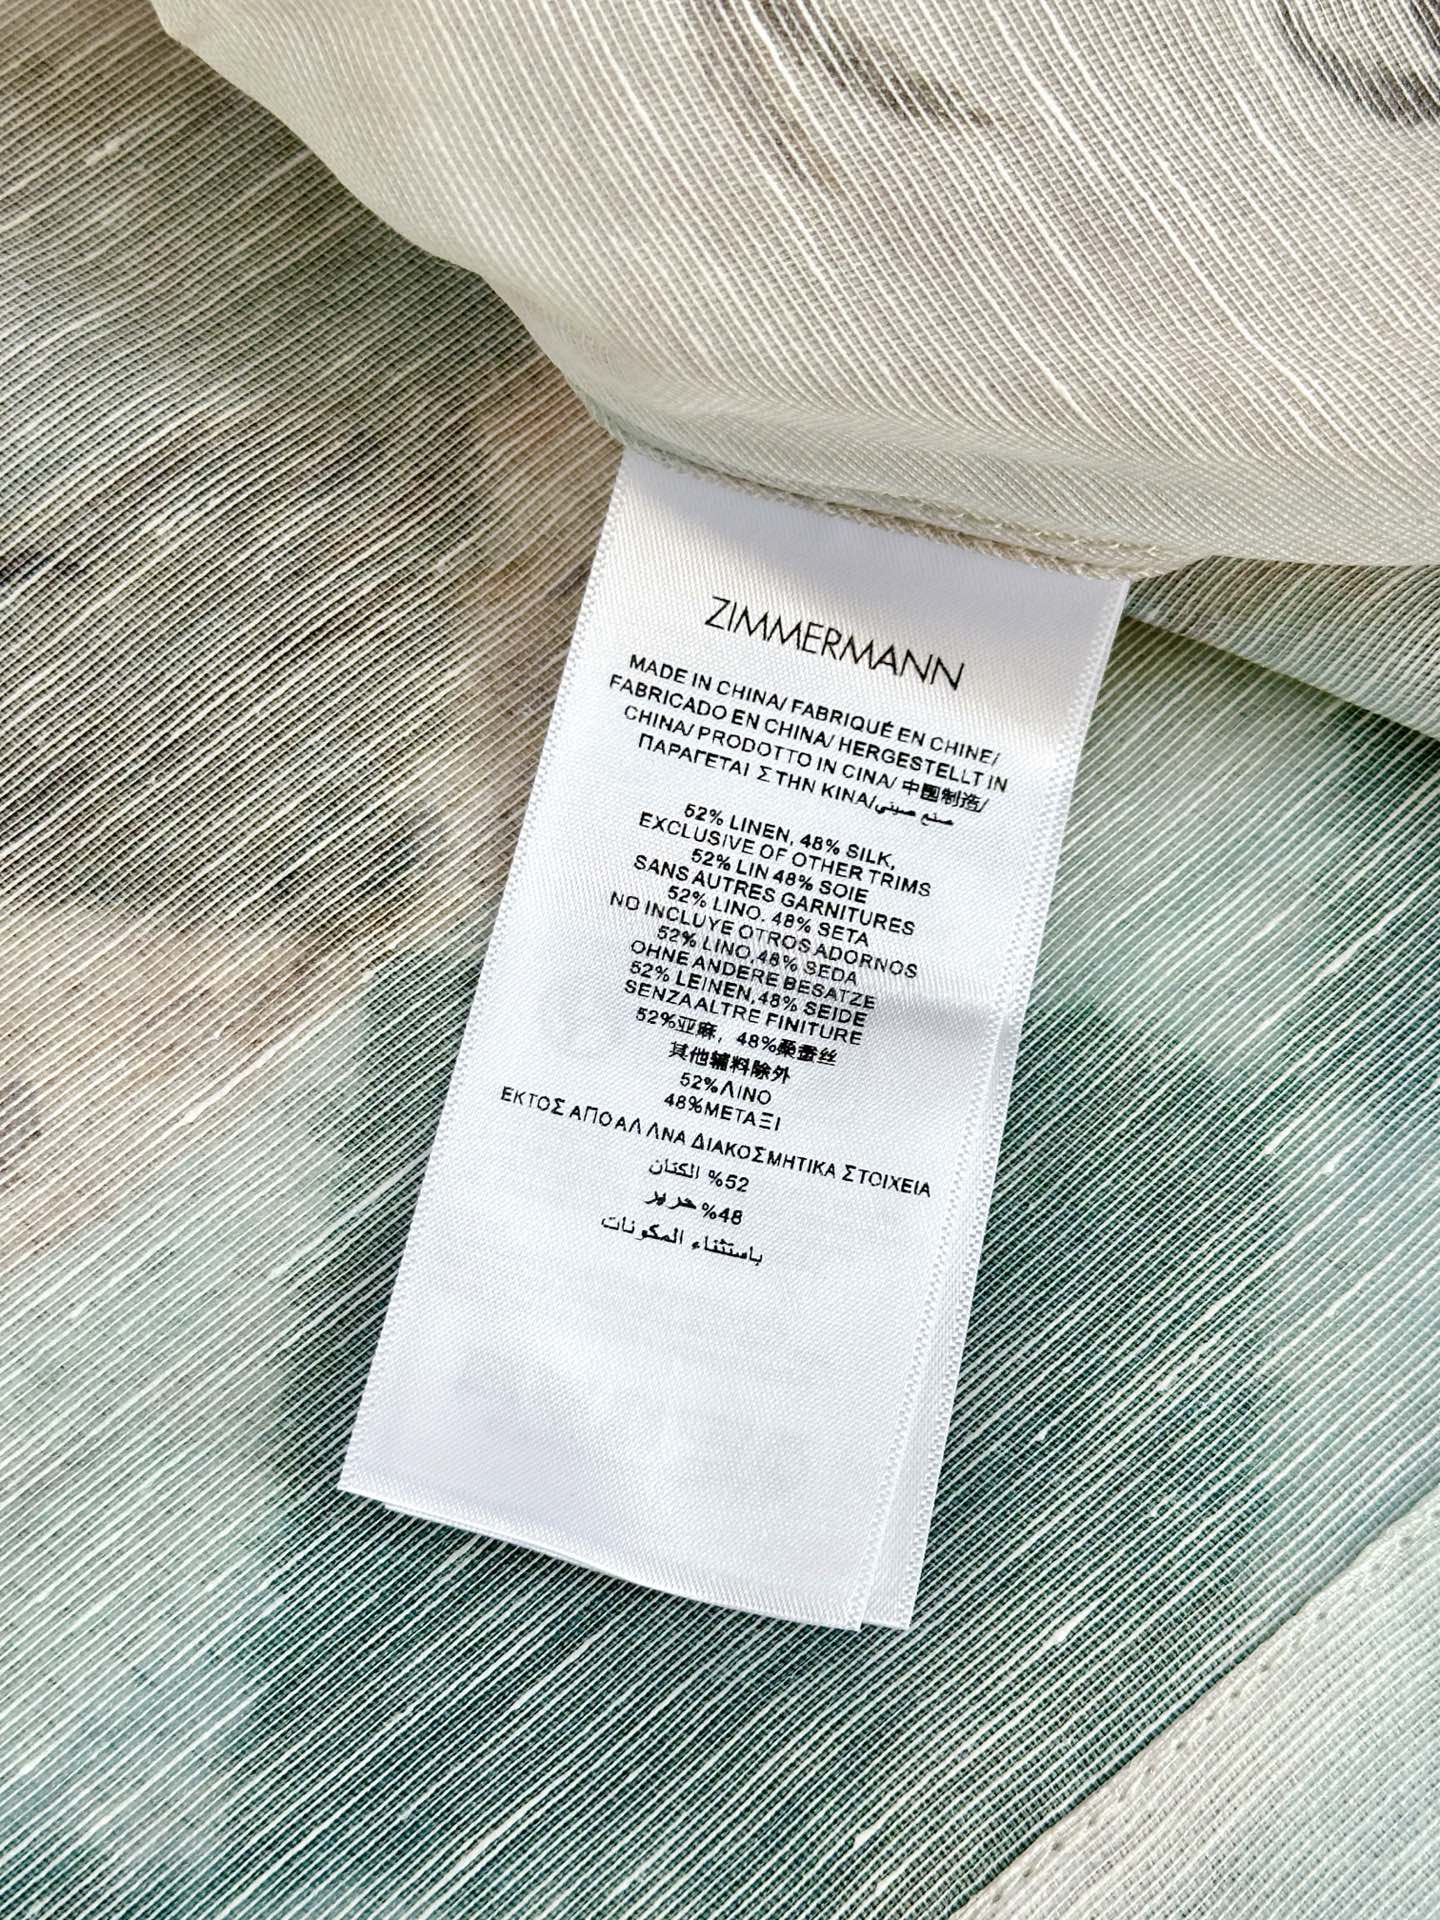 ZIMMERMANN
MADE IN CHINA/ FABRIQUÉ EN CHINE/
FABRICADO EN CHINA/ HERGESTELLT IN
CHINA/ PRODOTTO IN CINA/ 中国制造/
ΠΑΡΑΓΕΤΑΙ ΣΤΗΝ ΚΙΝΑ/صنع صيني
52% LINEN, 48% SILK,
EXCLUSIVE OF OTHER TRIMS
52% LIN 48% SOIE
SANS AUTRES GARNITURES
52% LINO. 48% SETA
NO INCLUYE OTROS ADORNOS
52% LINO,48% SEDA
OHNE ANDERE BESATZE
52% LEINEN,48% SEIDE
SENZA ALTRE FINITURE
52%亚麻，48%桑蚕丝
其他辅料除外
52%ΛΙΝΟ
48%ΜΕΤΑΞΙ
ΕΚΤΟΣ ΑΠΟ ΑΛΛΝΑ ΔΙΑΚΟΣΜΗΤΙΚΑ ΣΤΟΙΧΕΙΑ
52% الكتان
48% حرير
باستثناء المكونات